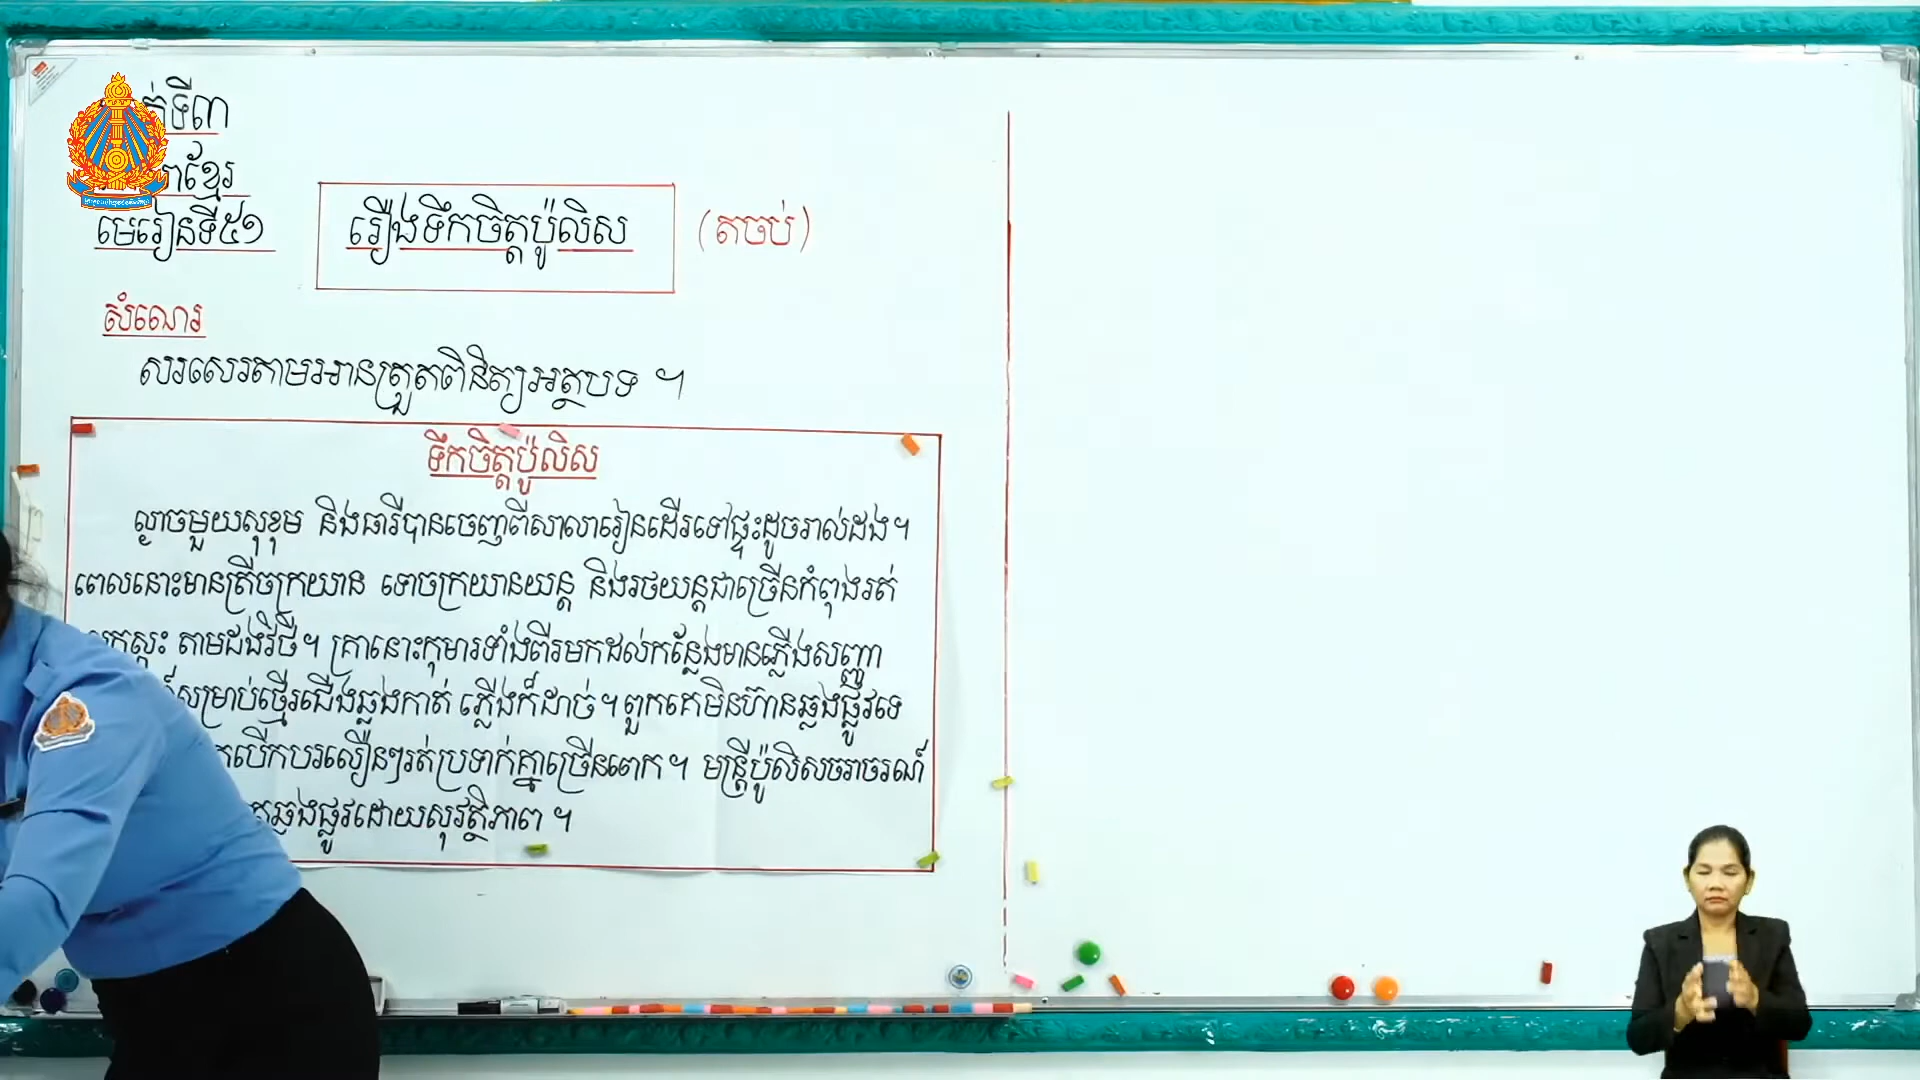 ទី៣
ខ្មែរ
មេរៀនទី៥១
រឿងទឹកចិត្តប៉ូលិស
(តចប់)
សំណេរ
សរសេរតាមអានត្រួតពិនិត្យអត្ថបទ ។
ទឹកចិត្តប៉ូលិស
ល្ងាចមួយសុខុម និងធារីបានចេញពីសាលារៀនដើរទៅផ្ទះដូចរាល់ដង។
ពេលនោះមានត្រីចក្រយាន ទោចក្រយានយន្ត និងរថយន្តជាច្រើនកំពុងរត់
តាមដងវិថី។ គ្រានោះកុមារទាំងពីរមកដល់កន្លែងមានភ្លើងសញ្ញា
សម្រាប់ថ្មើរជើងឆ្លងកាត់ ភ្លើងក៏ដាច់។ ពួកគេមិនហ៊ានឆ្លងផ្លូវទេ
បើកបរលឿនៗរត់ប្រទាក់គ្នាច្រើនពេក។ មន្ត្រីប៉ូលិសចរាចរណ៍
ឆ្លងផ្លូវដោយសុវត្ថិភាព ។